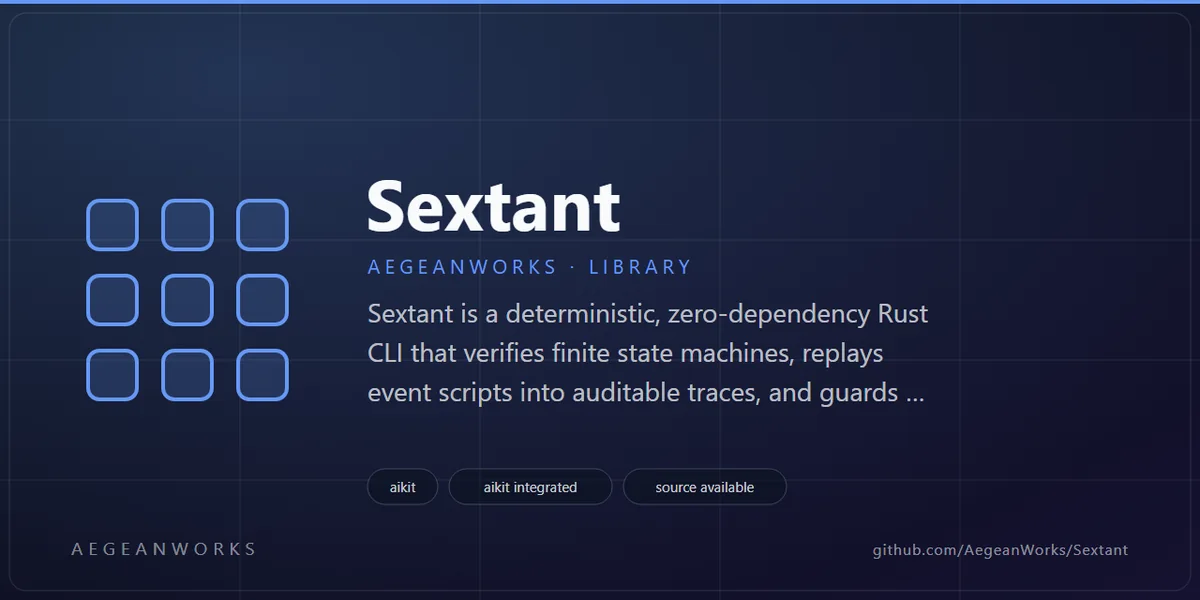 Sextant
AEGEANWORKS · LIBRARY
Sextant is a deterministic, zero-dependency Rust
CLI that verifies finite state machines, replays
event scripts into auditable traces, and guards ...
aikit
aikit integrated
source available
AEGEANWORKS
github.com/AegeanWorks/Sextant